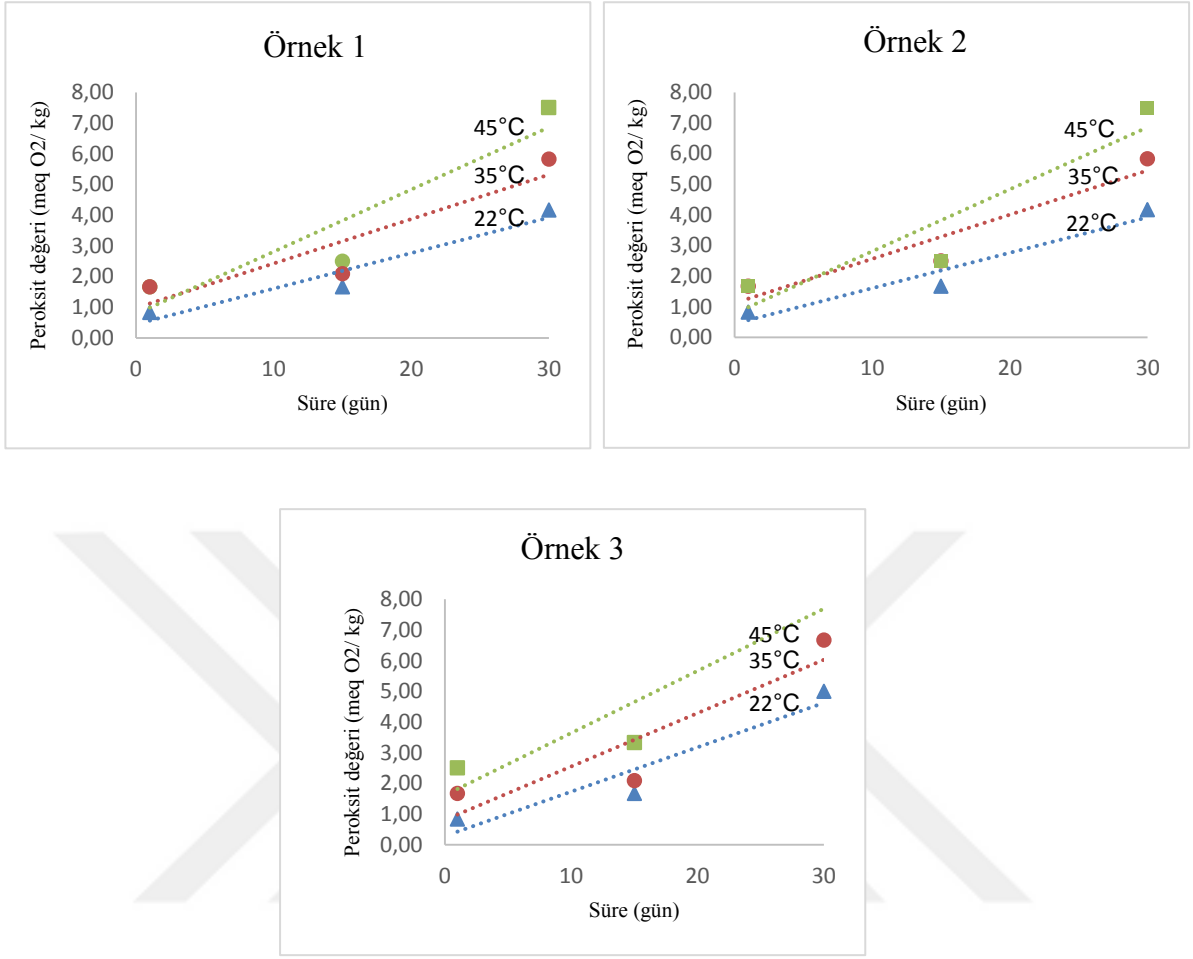 Örnek 1
Peroksit değeri (meq O2/ kg)
8,00
7,00
6,00
5,00
4,00
3,00
2,00
1,00
0,00
45°C
35°C
22°C
0 10 20 30
Süre (gün)
Örnek 2
Peroksit değeri (meq O2/ kg)
8,00
7,00
6,00
5,00
4,00
3,00
2,00
1,00
0,00
45°C
35°C
22°C
0 10 20 30
Süre (gün)
Örnek 3
Peroksit değeri (meq O2/ kg)
8,00
7,00
6,00
5,00
4,00
3,00
2,00
1,00
0,00
45°C
35°C
22°C
0 10 20 30
Süre (gün)